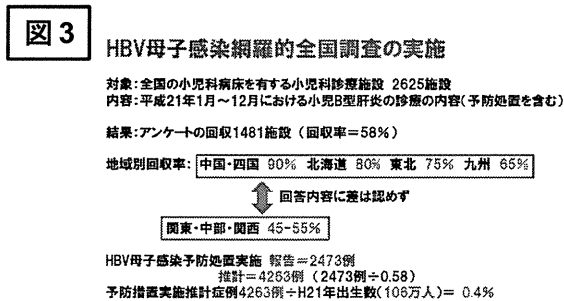 図3
HBV母子感染網羅的全国調査の実施
対象:全国の小児科病床を有する小児科診療施設 2625施設
内容:平成21年1月～12月における小児B型肝炎の診療の内容(予防処置を含む)
結果:アンケートの回収1481施設 (回収率=58%)
地域別回収率: 中国・四国 90% 北海道 80% 東北 75% 九州 65%
回答内容に差は認めず
関東・中部・関西 45-55%
HBV母子感染予防処置実施 報告=2473例
推計=4263例 (2473例÷0.58)
予防措置実施推計症例4263例÷H21年出生数(106万人)= 0.4%